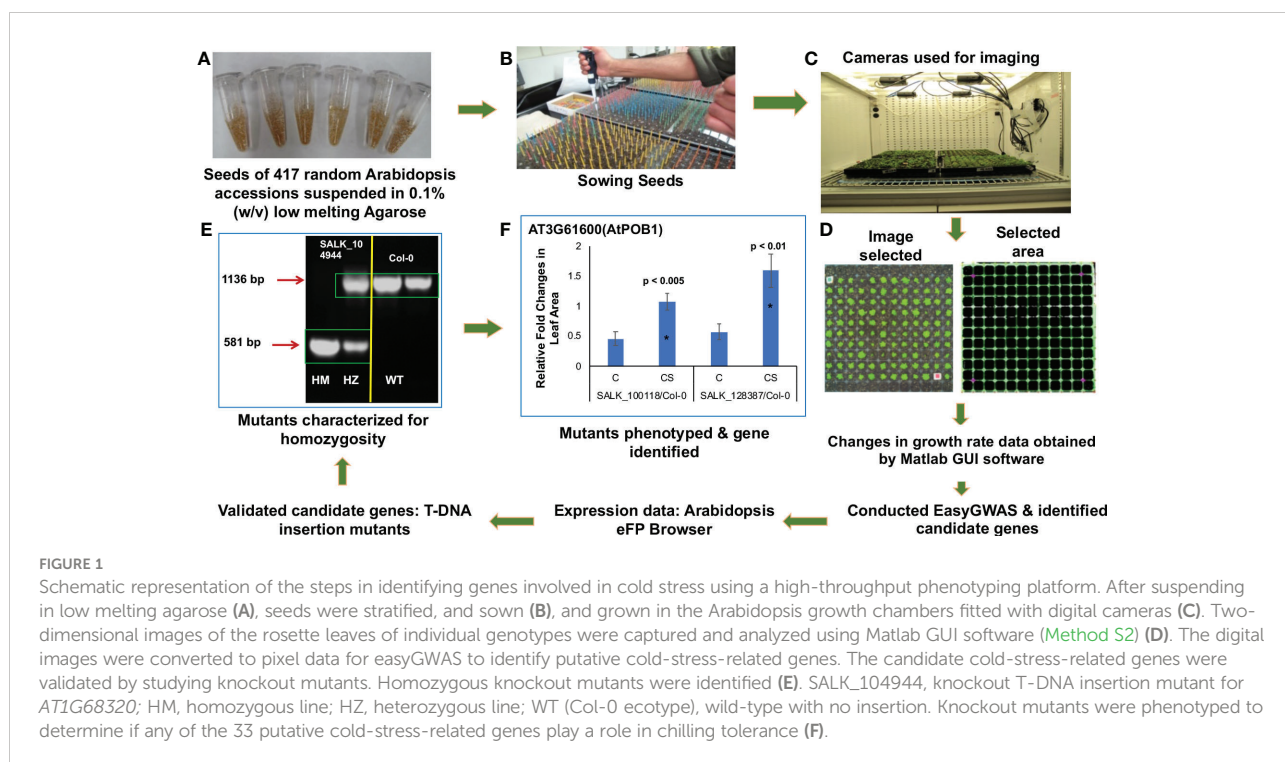 A
Seeds of 417 random Arabidopsis
accessions suspended in 0.1%
(w/v) low melting Agarose
B
Sowing Seeds
C
Cameras used for imaging
D
Image
selected
Selected
area
Changes in growth rate data obtained
by Matlab GUI software
Conducted EasyGWAS & identified
candidate genes
Expression data: Arabidopsis
eFP Browser
Validated candidate genes: T-DNA
insertion mutants
E
SALK_10
4944
Col-0
1136 bp
581 bp
HM
HZ
WT
Mutants characterized for
homozygosity
F
AT3G61600(AtPOB1)
Relative Fold Changes in
Leaf Area
2
1.5
1
0.5
0
p < 0.005
p < 0.01
*
*
C
CS
C
CS
SALK_100118/Col-0
SALK_128387/Col-0
Mutants phenotyped & gene
identified
FIGURE 1
Schematic representation of the steps in identifying genes involved in cold stress using a high-throughput phenotyping platform. After suspending
in low melting agarose (A), seeds were stratified, and sown (B), and grown in the Arabidopsis growth chambers fitted with digital cameras (C). Two-
dimensional images of the rosette leaves of individual genotypes were captured and analyzed using Matlab GUI software (Method S2) (D). The digital
images were converted to pixel data for easyGWAS to identify putative cold-stress-related genes. The candidate cold-stress-related genes were
validated by studying knockout mutants. Homozygous knockout mutants were identified (E). SALK_104944, knockout T-DNA insertion mutant for
AT1G68320; HM, homozygous line; HZ, heterozygous line; WT (Col-0 ecotype), wild-type with no insertion. Knockout mutants were phenotyped to
determine if any of the 33 putative cold-stress-related genes play a role in chilling tolerance (F).